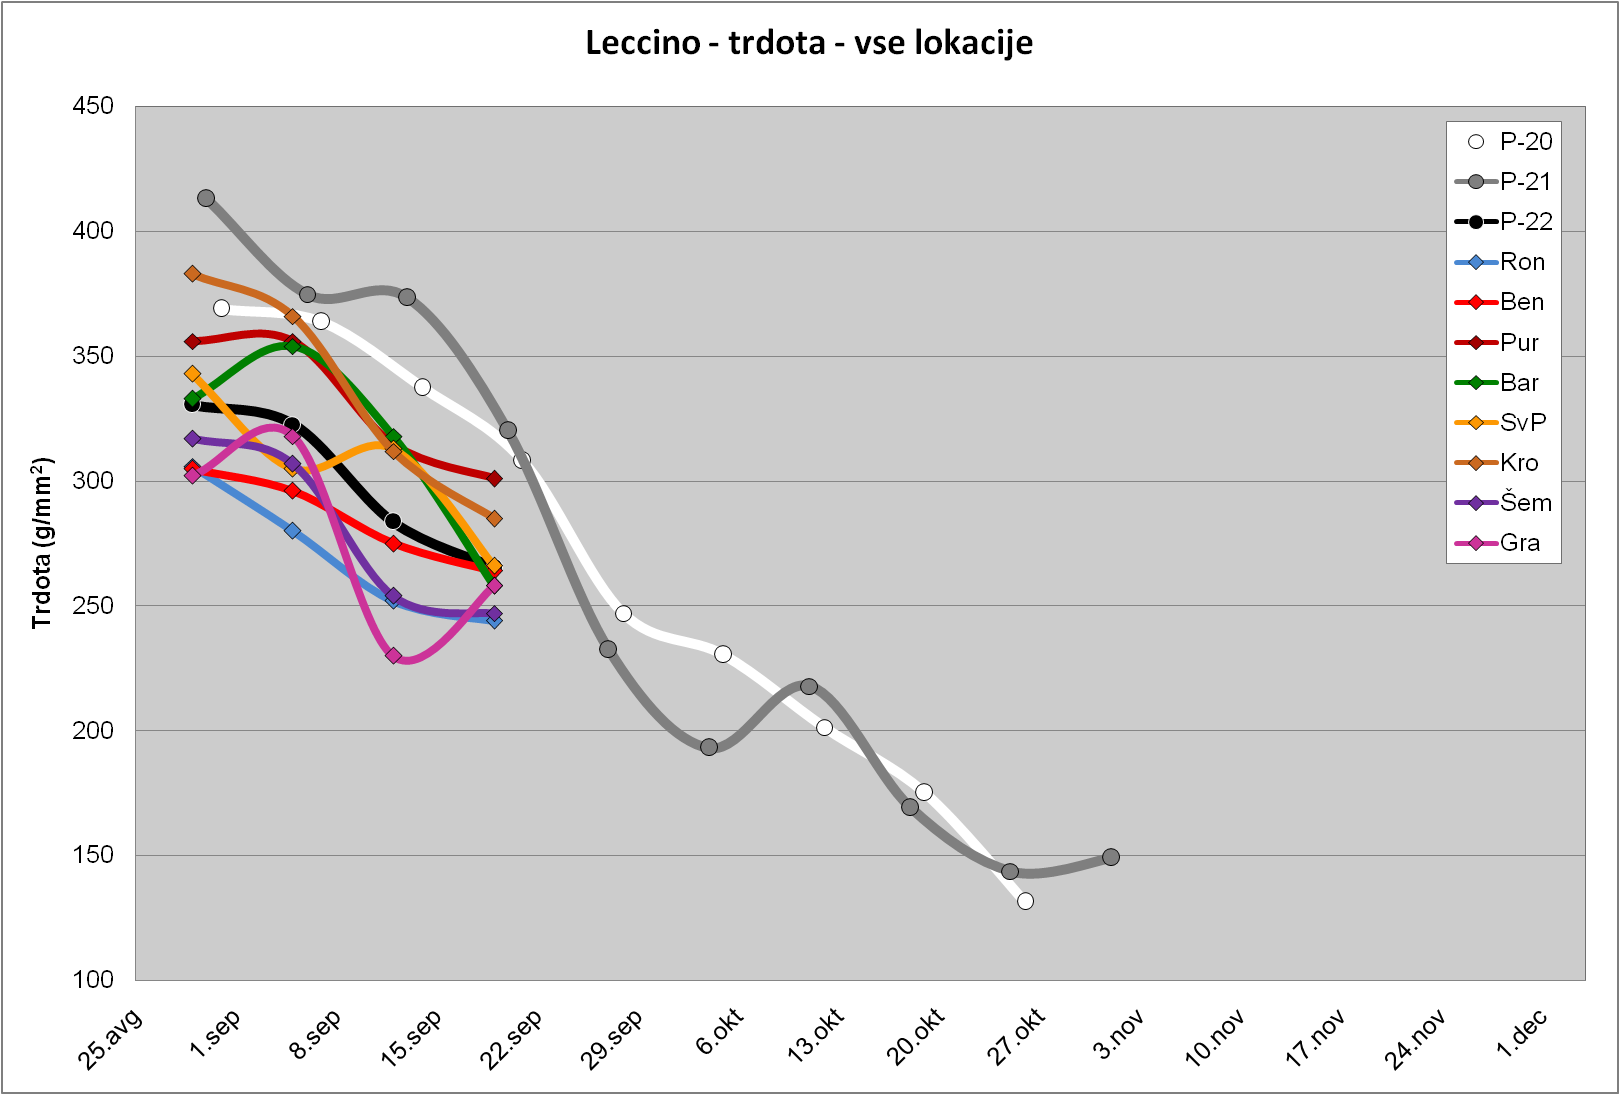 Leccino - trdota - vse lokacije
Trdota (g/mm²)
450
400
350
300
250
200
150
100
25.avg
1.sep
8.sep
15.sep
22.sep
29.sep
6.okt
13.okt
20.okt
27.okt
3.nov
10.nov
17.nov
24.nov
1.dec
P-20
P-21
P-22
Ron
Ben
Pur
Bar
SvP
Kro
Šem
Gra